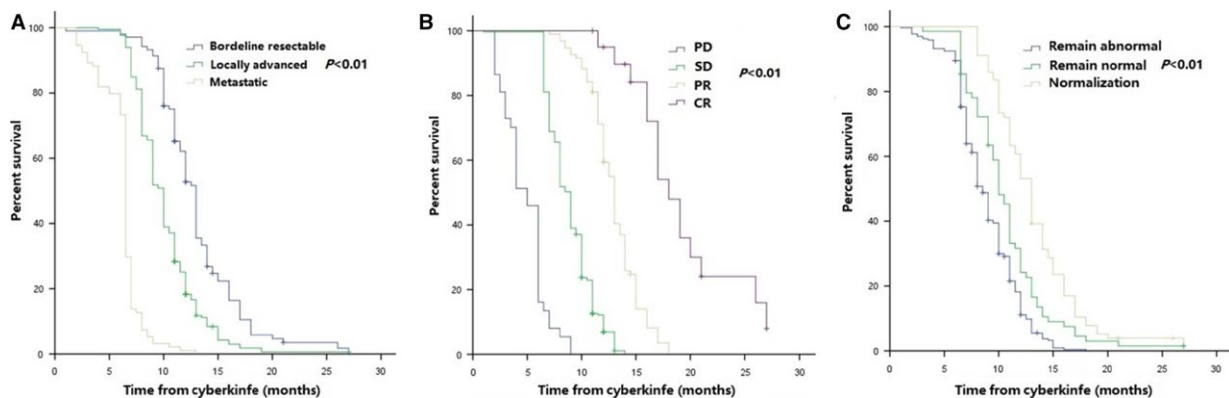 A
100
80
60
40
20
0
Percent survival
0 5 10 15 20 25 30
Time from cyberkinfe (months)
Bordeline resectable
Locally advanced P<0.01
Metastatic
B
100
80
60
40
20
0
Percent survival
0 5 10 15 20 25 30
Time from cyberkinfe (months)
PD
SD
P<0.01
PR
CR
C
100
80
60
40
20
0
Percent survival
0 5 10 15 20 25 30
Time from cyberkinfe (months)
Remain abnormal
Remain normal P<0.01
Normalization